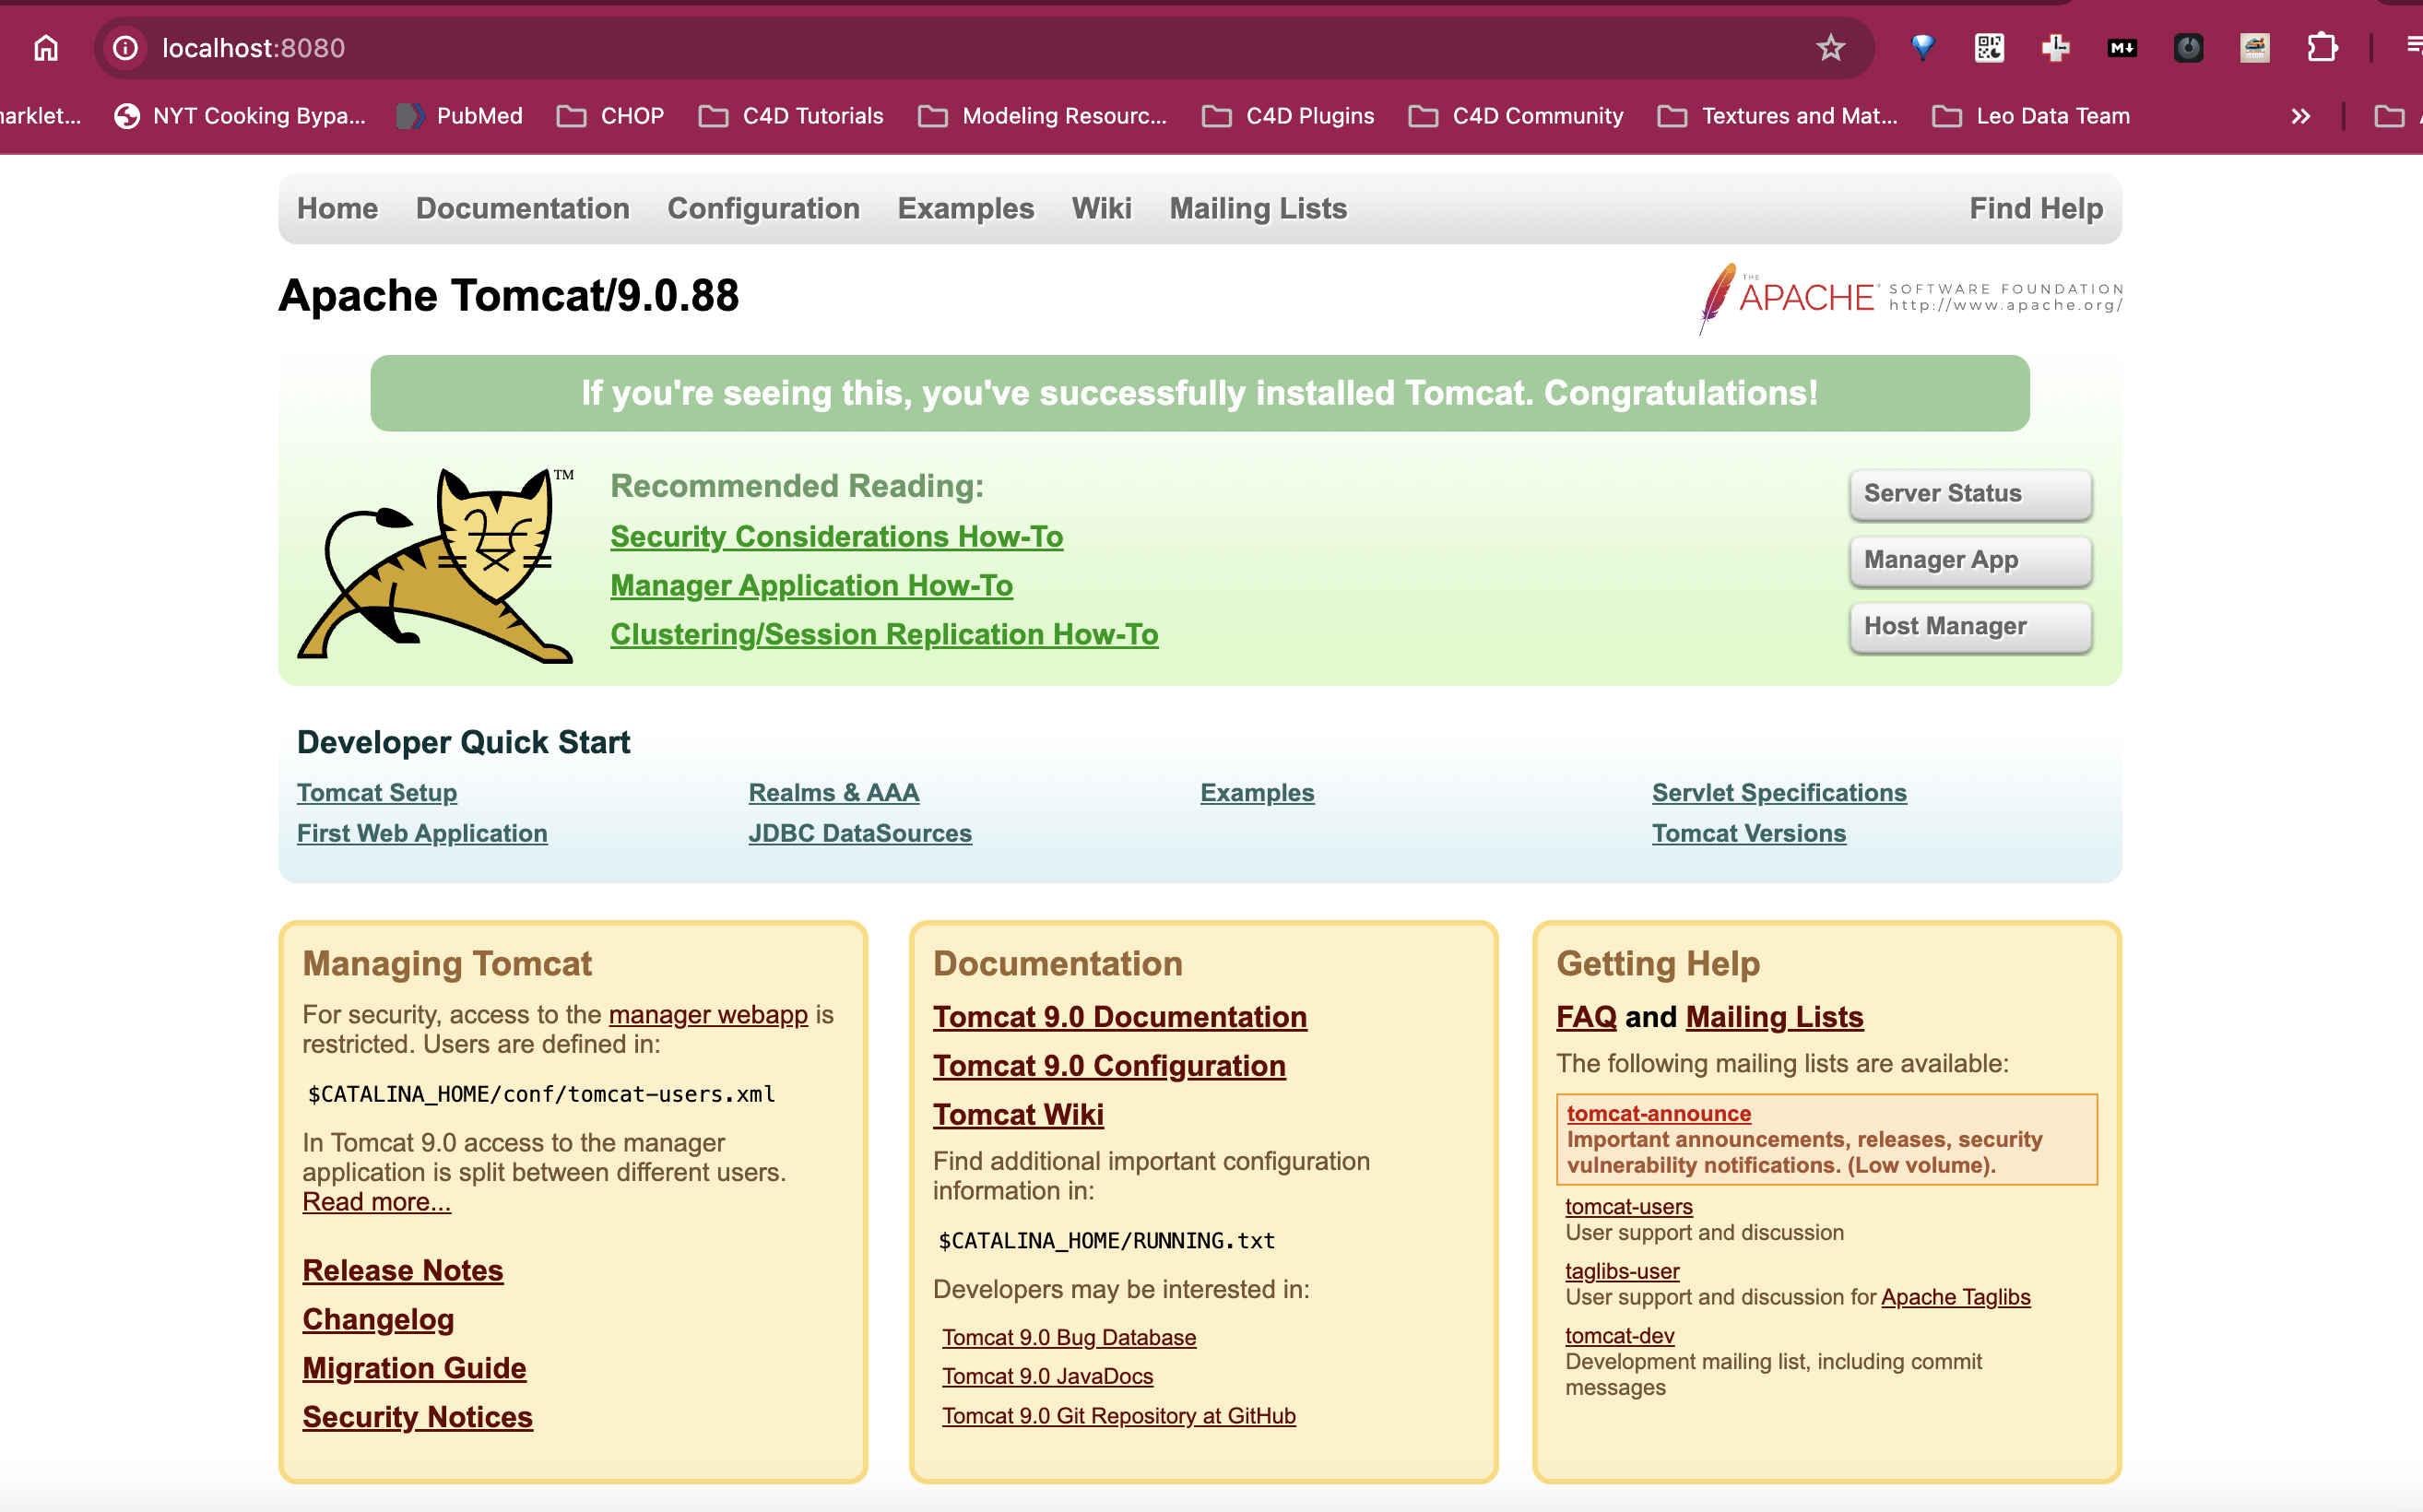 localhost:8080
arklet...
NYT Cooking Bypa...
PubMed
CHOP
C4D Tutorials
Modeling Resourc...
C4D Plugins
C4D Community
Textures and Mat...
Leo Data Team
Home Documentation Configuration Examples Wiki Mailing Lists Find Help
Apache Tomcat/9.0.88
THE APACHE® SOFTWARE FOUNDATION
http://www.apache.org/
If you're seeing this, you've successfully installed Tomcat. Congratulations!
TM
Recommended Reading:
Security Considerations How-To
Manager Application How-To
Clustering/Session Replication How-To
Server Status
Manager App
Host Manager
Developer Quick Start
Tomcat Setup
First Web Application
Realms & AAA
JDBC DataSources
Examples
Servlet Specifications
Tomcat Versions
Managing Tomcat
For security, access to the manager webapp is
restricted. Users are defined in:
$CATALINA_HOME/conf/tomcat-users.xml
In Tomcat 9.0 access to the manager
application is split between different users.
Read more...
Release Notes
Changelog
Migration Guide
Security Notices
Documentation
Tomcat 9.0 Documentation
Tomcat 9.0 Configuration
Tomcat Wiki
Find additional important configuration
information in:
$CATALINA_HOME/RUNNING.txt
Developers may be interested in:
Tomcat 9.0 Bug Database
Tomcat 9.0 JavaDocs
Tomcat 9.0 Git Repository at GitHub
Getting Help
FAQ and Mailing Lists
The following mailing lists are available:
tomcat-announce
Important announcements, releases, security
vulnerability notifications. (Low volume).
tomcat-users
User support and discussion
taglibs-user
User support and discussion for Apache Taglibs
tomcat-dev
Development mailing list, including commit
messages